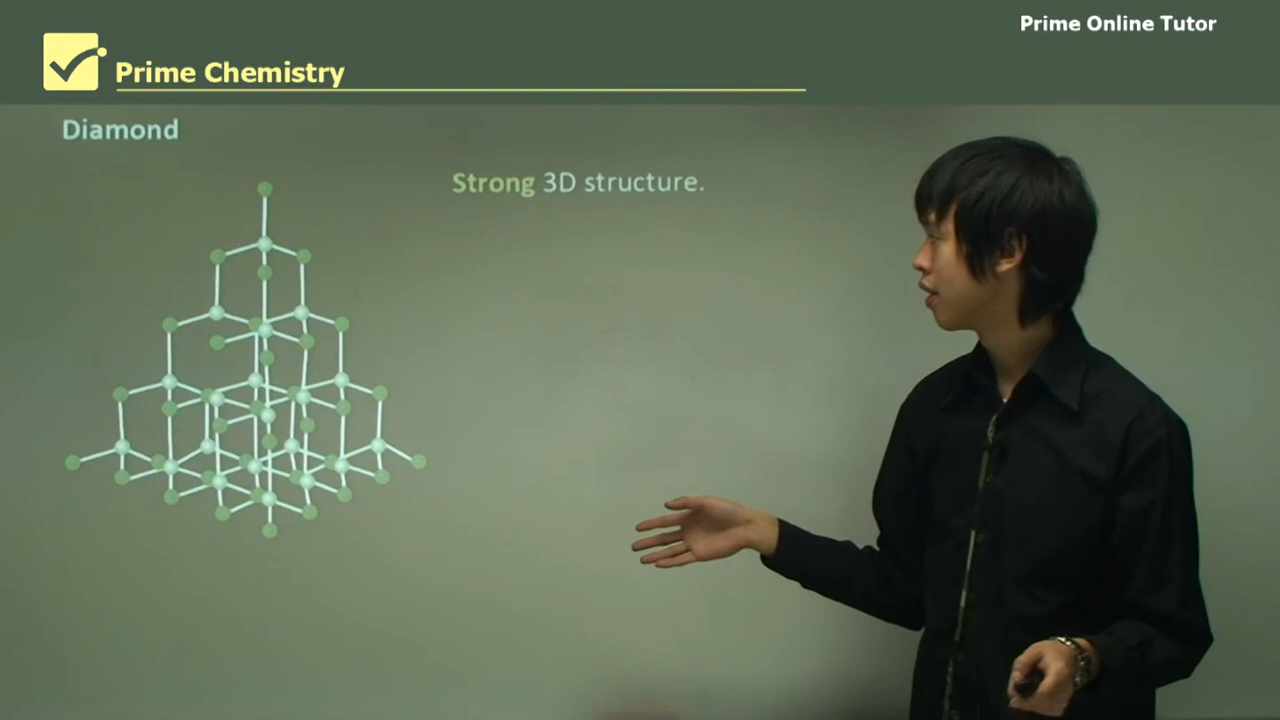 Prime Online Tutor
Prime Chemistry
Diamond
Strong 3D structure.